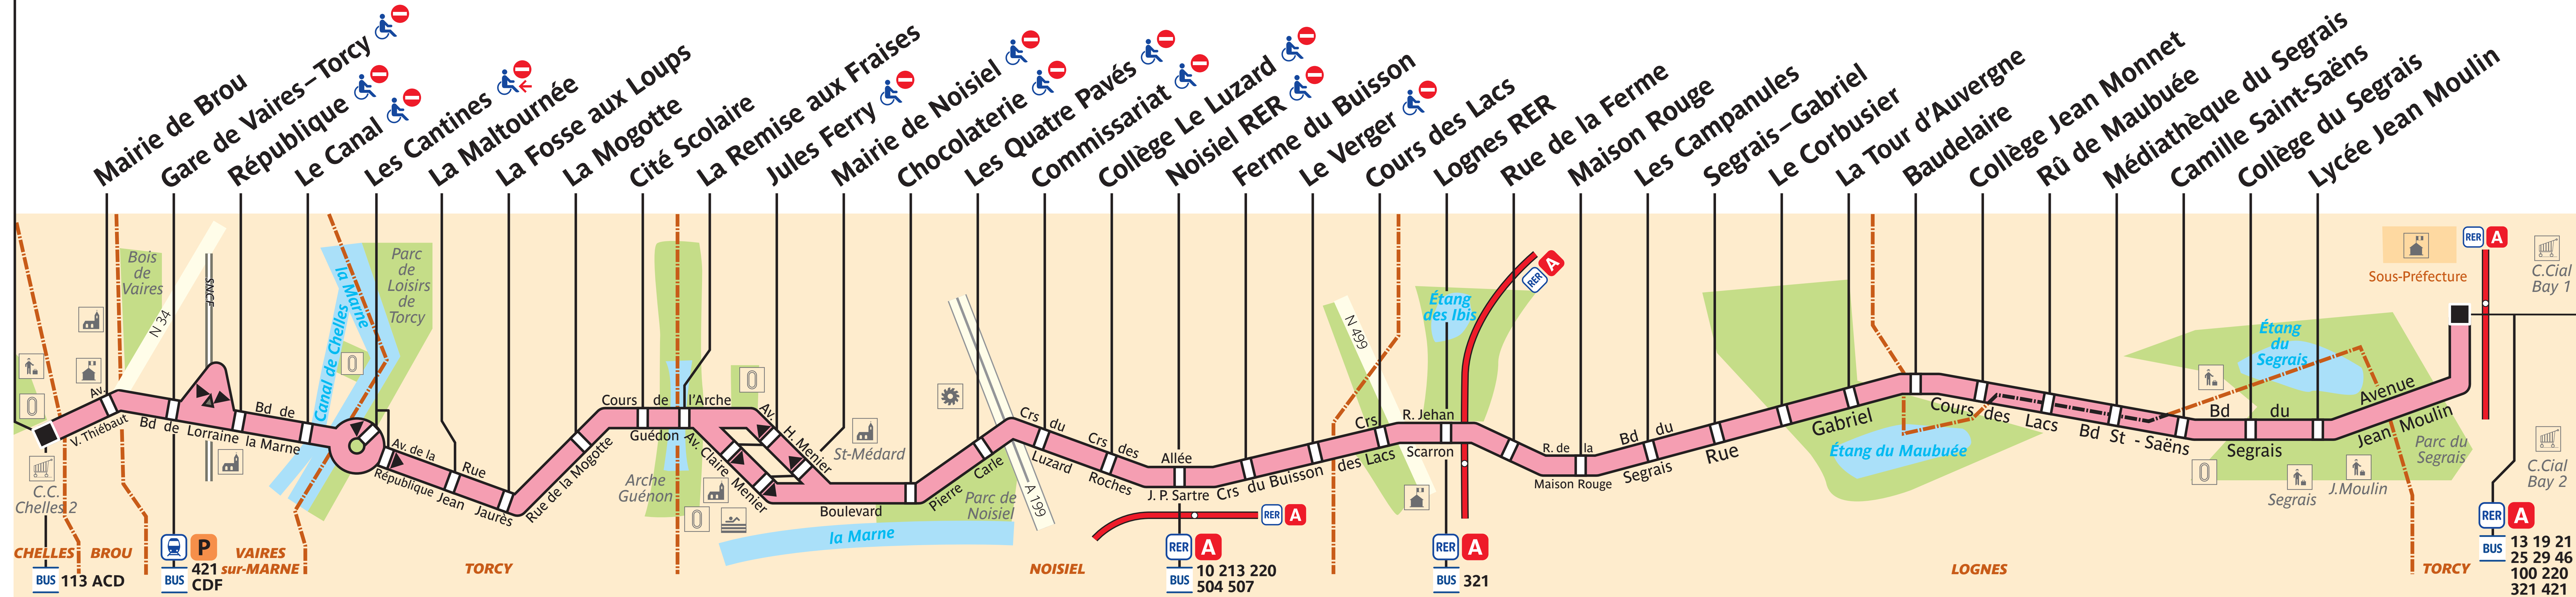 Mairie de Brou
Gare de Vaires–Torcy
République
Le Canal
Les Cantines
La Maltournée
La Fosse aux Loups
La Mogotte
Cité Scolaire
La Remise aux Fraises
Jules Ferry
Mairie de Noisiel
Chocolaterie
Les Quatre Pavés
Commissariat
Collège Le Luzard
Noisiel RER
Ferme du Buisson
Le Verger
Cours des Lacs
Lognes RER
Rue de la Ferme
Maison Rouge
Les Campanules
Segrais–Gabriel
Le Corbusier
La Tour d'Auvergne
Baudelaire
Collège Jean Monnet
Rû de Maubuée
Médiathèque du Segrais
Camille Saint-Saëns
Collège du Segrais
Lycée Jean Moulin
Bois
de
Vaires
N 34
SNCF
la Marne
Canal de Chelles
Parc
de
Loisirs
de
Torcy
Av.
V. Thiébaut
Bd de
Lorraine
Bd de
la Marne
Av. de la
République
Rue
Jean Jaurès
Rue de la Mogotte
Cours de l'Arche
Guédon
Arche
Guénon
Av. Claire
Menier
Av.
H. Menier
St-Médard
Boulevard
la Marne
Pierre Carle
Parc de
Noisiel
A 199
Crs du
Luzard
Crs des
Roches
Allée
J. P. Sartre
Crs du Buisson
Crs
des Lacs
N 499
R. Jehan
Scarron
Étang
des Ibis
RER A
R. de la
Maison Rouge
Bd du
Segrais
Rue
Gabriel
Étang du Maubuée
Cours des Lacs
Bd St - Saëns
Bd du
Segrais
Étang
du
Segrais
Segrais
J.Moulin
Avenue
Jean Moulin
Parc du
Segrais
Sous-Préfecture
RER A
C.Cial
Bay 1
C.Cial
Bay 2
C.C.
Chelles 2
CHELLES
BROU
VAIRES
sur-MARNE
TORCY
NOISIEL
LOGNES
TORCY
BUS 113 ACD
P
BUS 421
CDF
RER A
RER A
BUS 10 213 220
504 507
RER A
BUS 321
RER A
BUS 13 19 21
25 29 46
100 220
321 421